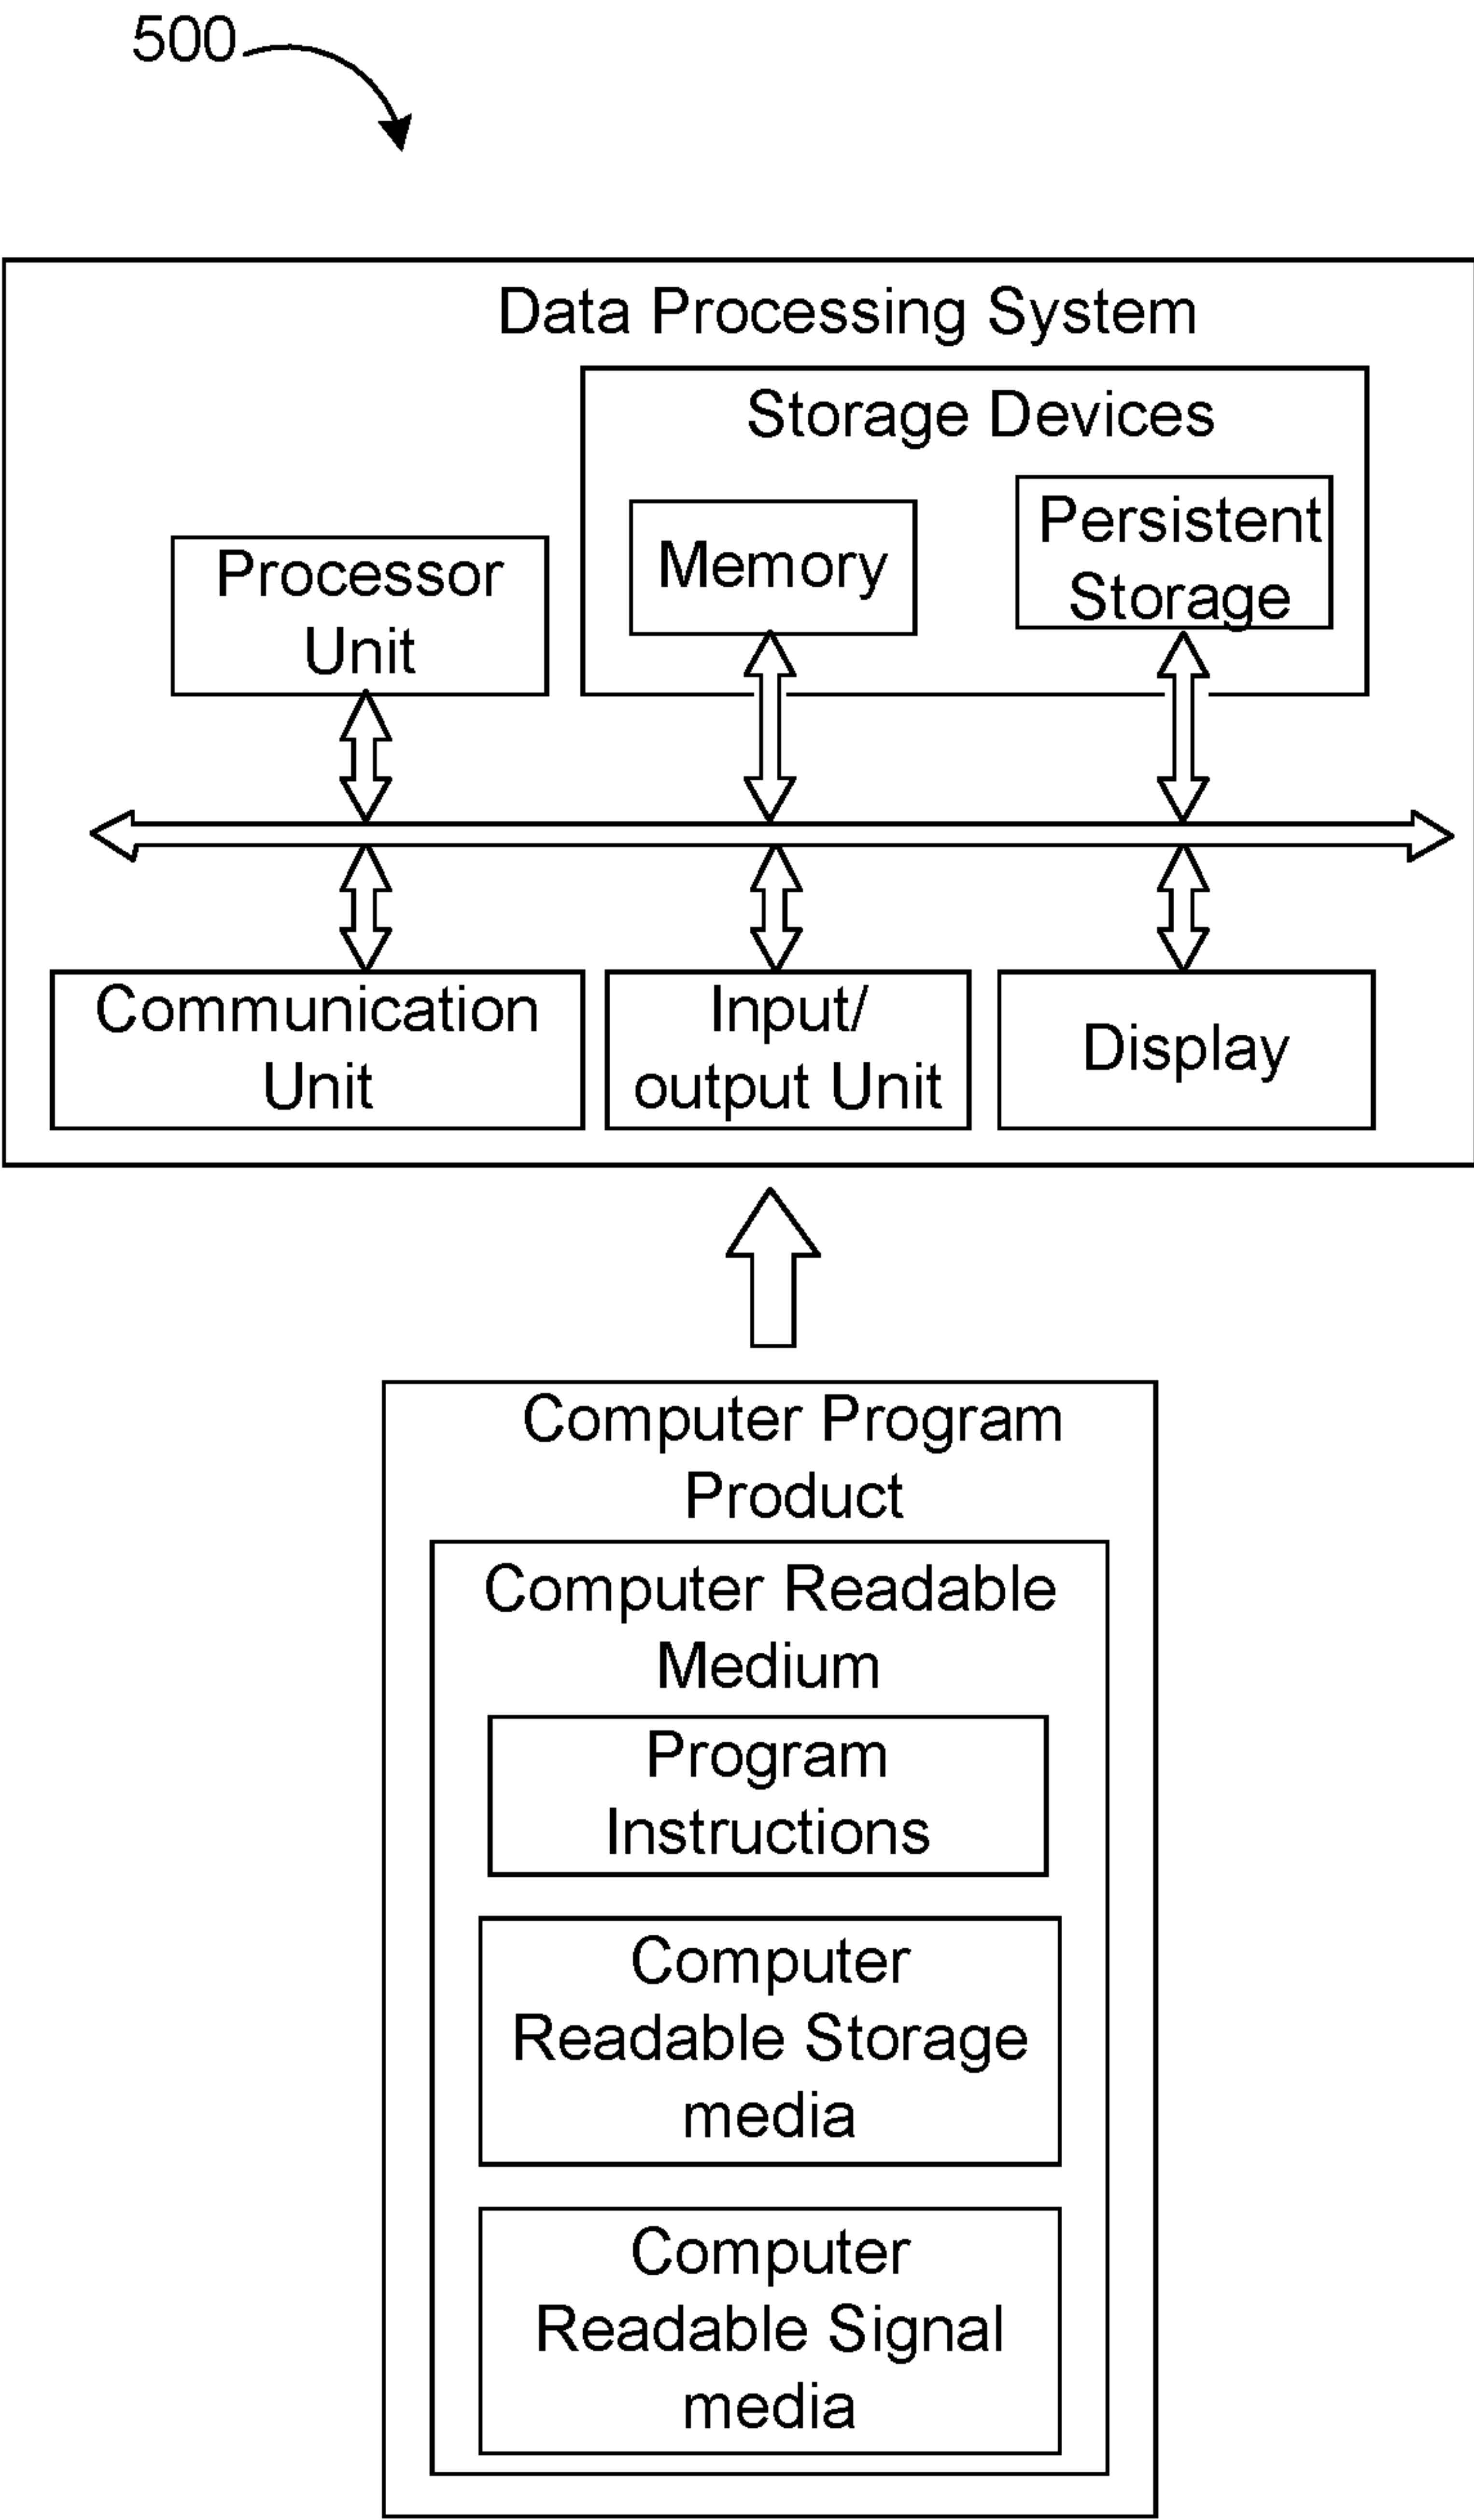 500
Data Processing System
Storage Devices
Memory
Persistent
Storage
Processor
Unit
Communication
Unit
Input/
output Unit
Display
Computer Program
Product
Computer Readable
Medium
Program
Instructions
Computer
Readable Storage
media
Computer
Readable Signal
media